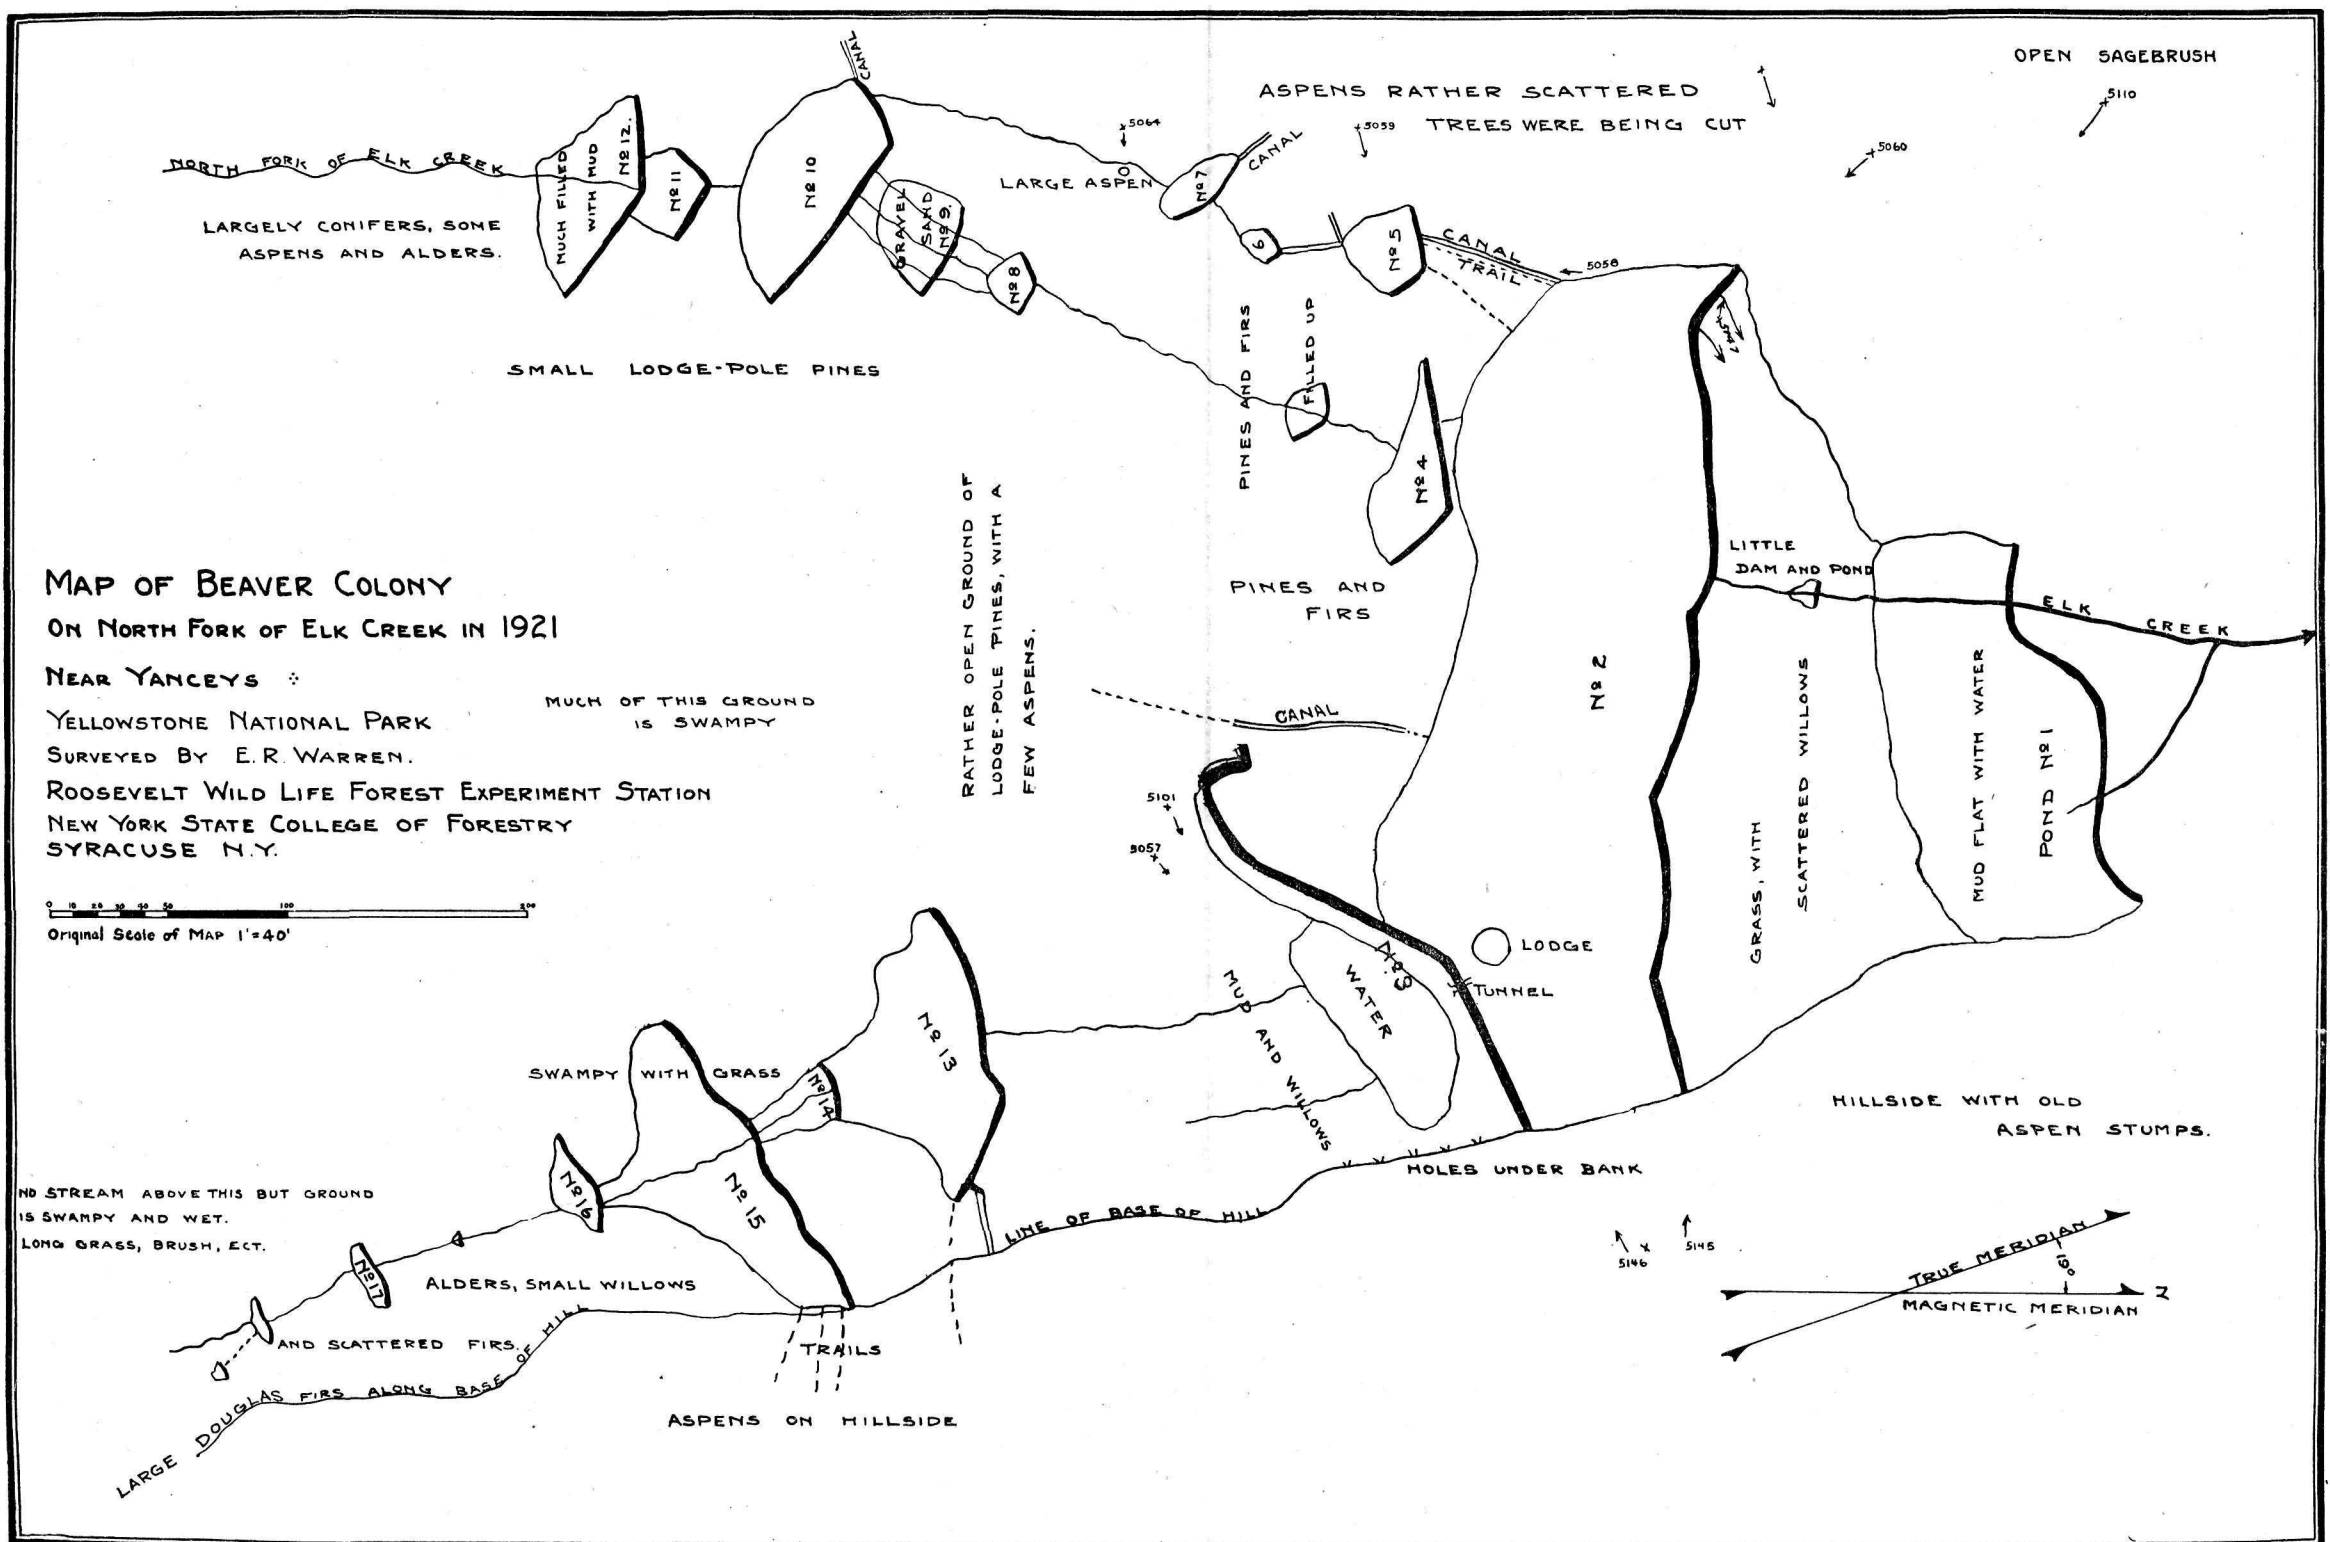 OPEN SAGEBRUSH
CANAL
ASPENS RATHER SCATTERED
TREES WERE BEING CUT
5110
5064
5059
5060
NORTH FORK OF ELK CREEK
MUCH FILLED
WITH MUD
Nº 12.
Nº 11
Nº 10
GRAVEL
SAND
Nº 9.
Nº 8
LARGE ASPEN
Nº 7
CANAL
6
Nº 5
CANAL
TRAIL
5058
LARGELY CONIFERS, SOME
ASPENS AND ALDERS.
SMALL LODGE-POLE PINES
PINES AND FIRS
FILLED UP
Nº 4
RATHER OPEN GROUND OF
LODGE-POLE PINES, WITH A
FEW ASPENS.
PINES AND
FIRS
LITTLE
DAM AND POND
ELK CREEK
MAP OF BEAVER COLONY
ON NORTH FORK OF ELK CREEK IN 1921
NEAR YANCEYS
YELLOWSTONE NATIONAL PARK
SURVEYED BY E. R. WARREN.
ROOSEVELT WILD LIFE FOREST EXPERIMENT STATION
NEW YORK STATE COLLEGE OF FORESTRY
SYRACUSE N.Y.
0 10 20 30 40 50 100 200
Original Scale of MAP 1"=40'
MUCH OF THIS GROUND
IS SWAMPY
CANAL
Nº 2
GRASS, WITH
SCATTERED WILLOWS
MUD FLAT WITH WATER
POND Nº 1
5101
5057
Nº 3
LODGE
TUNNEL
WATER
MUD AND WILLOWS
Nº 13
SWAMPY WITH GRASS
Nº 14
Nº 15
Nº 16
Nº 17
HOLES UNDER BANK
LINE OF BASE OF HILL
HILLSIDE WITH OLD
ASPEN STUMPS.
NO STREAM ABOVE THIS BUT GROUND
IS SWAMPY AND WET.
LONG GRASS, BRUSH, ECT.
ALDERS, SMALL WILLOWS
AND SCATTERED FIRS.
TRAILS
LARGE DOUGLAS FIRS ALONG BASE OF HILL
ASPENS ON HILLSIDE
5146
5145
TRUE MERIDIAN
19°
MAGNETIC MERIDIAN
N